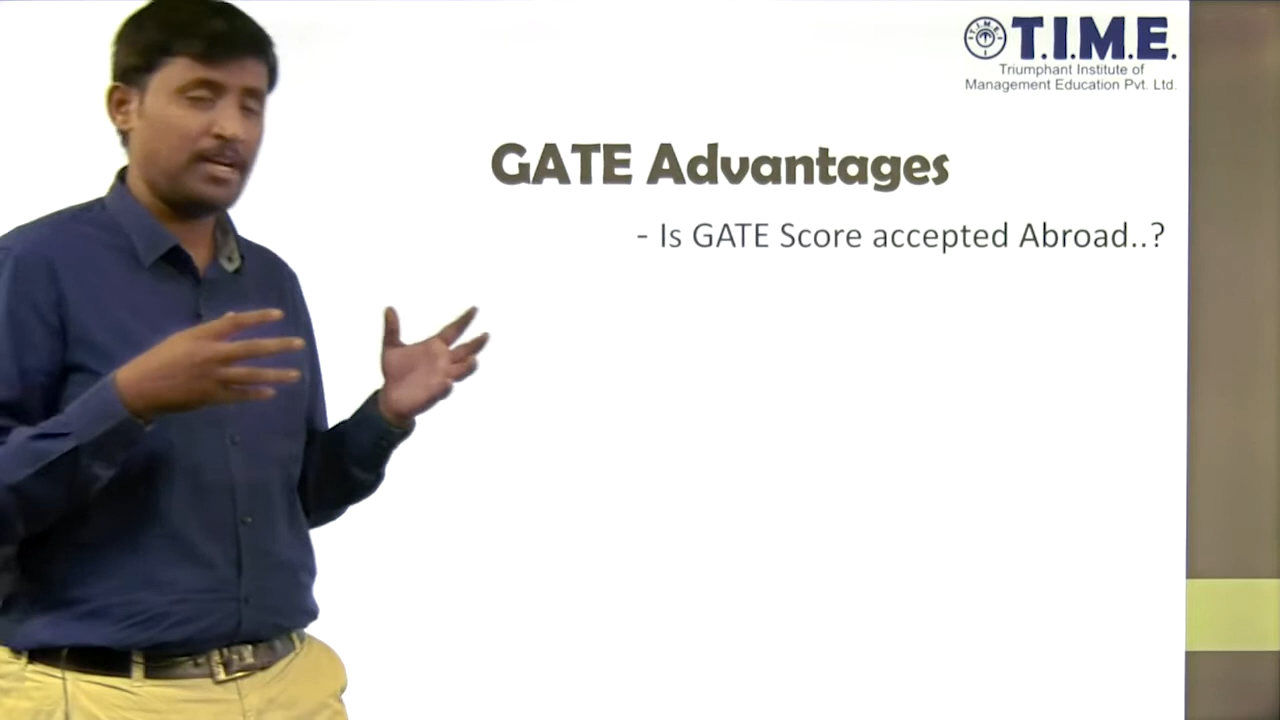 T.I.M.E.
Triumphant Institute of
Management Education Pvt. Ltd.
GATE Advantages
- Is GATE Score accepted Abroad..?